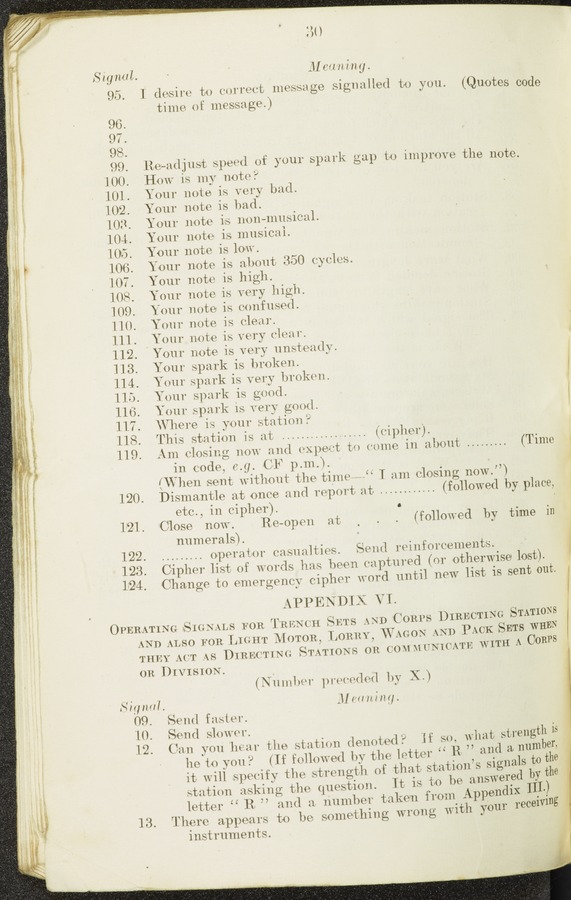 30
Signal. Meaning.
95. I desire to correct message signalled to you. (Quotes code
time of message.)
96.
97.
98.
99. Re-adjust speed of your spark gap to improve the note.
100. How is my note?
101. Your note is very bad.
102. Your note is bad.
103. Your note is non-musical.
104. Your note is musical.
105. Your note is low.
106. Your note is about 350 cycles.
107. Your note is high.
108. Your note is very high.
109. Your note is confused.
110. Your note is clear.
111. Your note is very clear.
112. Your note is very unsteady.
113. Your spark is broken.
114. Your spark is very broken.
115. Your spark is good.
116. Your spark is very good.
117. Where is your station?
118. This station is at .................. (cipher).
119. Am closing now and expect to come in about ......... (Time
in code, e.g. CF p.m.).
(When sent without the time—“ I am closing now.”)
120. Dismantle at once and report at ............ (followed by place,
etc., in cipher).
121. Close now. Re-open at . . . (followed by time in
numerals).
122. ......... operator casualties. Send reinforcements.
123. Cipher list of words has been captured (or otherwise lost).
124. Change to emergency cipher word until new list is sent out.
APPENDIX VI.
OPERATING SIGNALS FOR TRENCH SETS AND CORPS DIRECTING STATIONS
AND ALSO FOR LIGHT MOTOR, LORRY, WAGON AND PACK SETS WHEN
THEY ACT AS DIRECTING STATIONS OR COMMUNICATE WITH A CORPS
OR DIVISION.
(Number preceded by X.)
Signal. Meaning.
09. Send faster.
10. Send slower.
12. Can you hear the station denoted? If so, what strength is
he to you? (If followed by the letter “ R ” and a number,
it will specify the strength of that station's signals to the
station asking the question. It is to be answered by the
letter “ R ” and a number taken from Appendix III.)
13. There appears to be something wrong with your receiving
instruments.